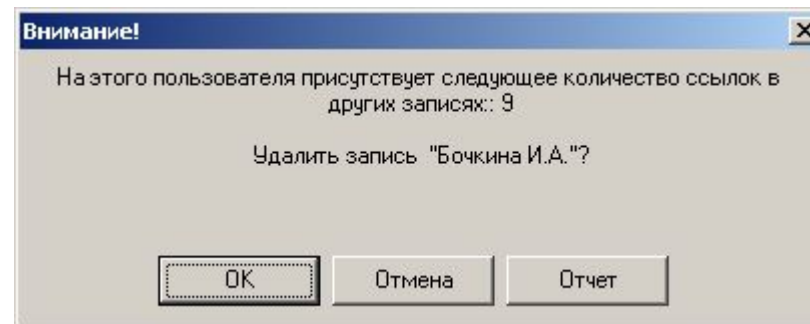 Внимание!
На этого пользователя присутствует следующее количество ссылок в
других записях:: 9
Удалить запись "Бочкина И.А."?
OK
Отмена
Отчет